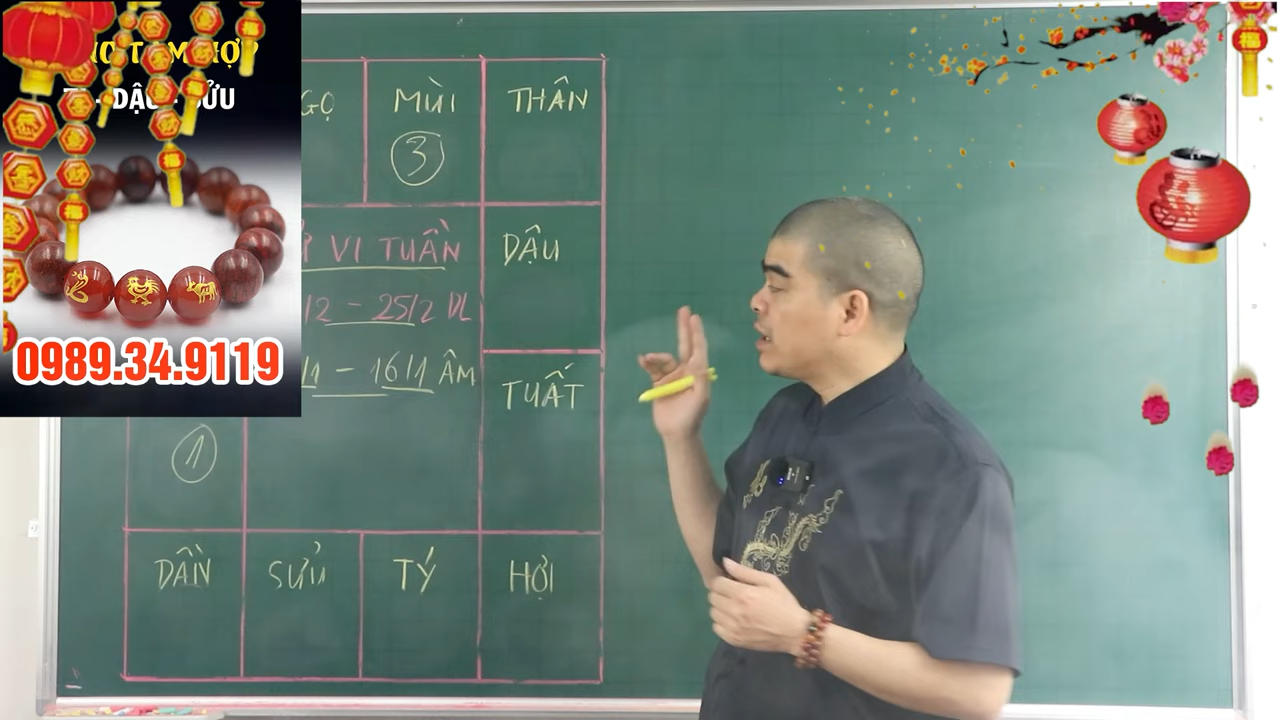 DẬU
0989.34.9119
MÙI
THÂN
3
VI TUẦN
DẬU
25/2 DL
1
16/1 ÂM
TUẤT
DẦN
SỬU
TÝ
HỢI